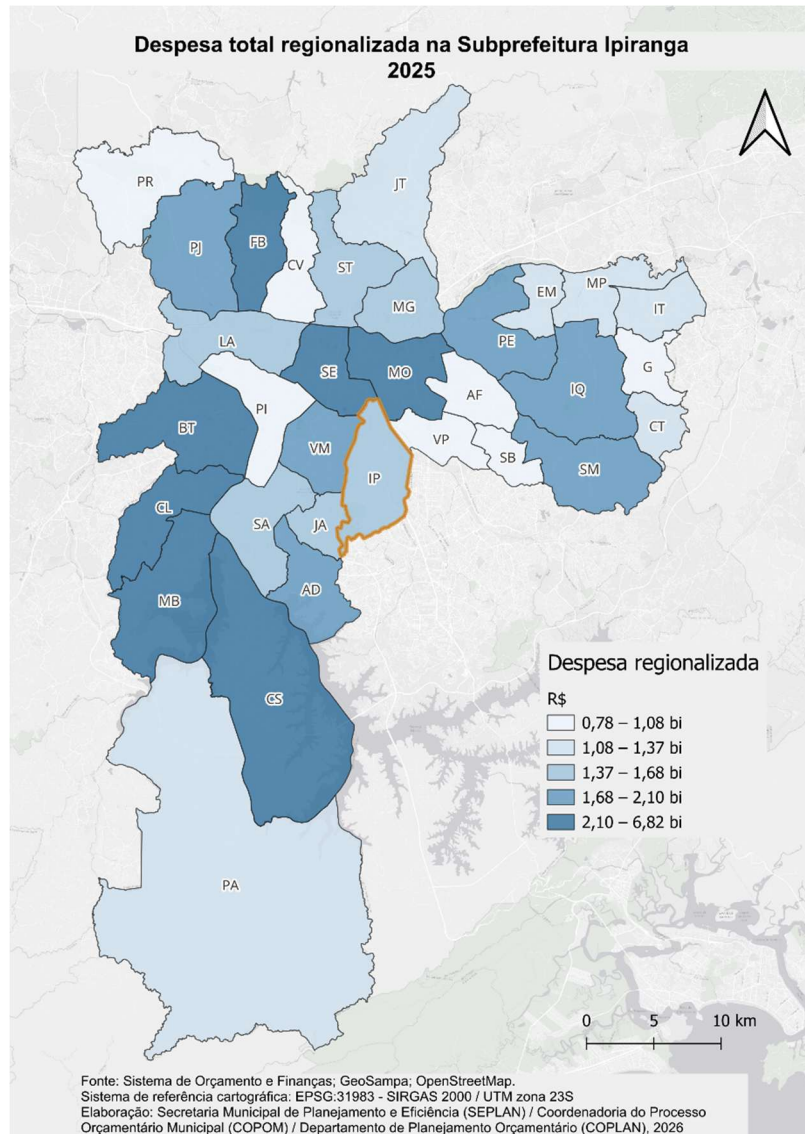 Despesa total regionalizada na Subprefeitura Ipiranga
2025
PR
JT
PJ
FB
CV
ST
MG
EM
MP
IT
LA
SE
MO
PE
G
AF
IQ
PI
BT
VM
VP
SB
CT
IP
SM
CL
SA
JA
AD
MB
CS
PA
Despesa regionalizada
R$
0,78 – 1,08 bi
1,08 – 1,37 bi
1,37 – 1,68 bi
1,68 – 2,10 bi
2,10 – 6,82 bi
0 5 10 km
Fonte: Sistema de Orçamento e Finanças; GeoSampa; OpenStreetMap.
Sistema de referência cartográfica: EPSG:31983 - SIRGAS 2000 / UTM zona 23S
Elaboração: Secretaria Municipal de Planejamento e Eficiência (SEPLAN) / Coordenadoria do Processo
Orçamentário Municipal (COPOM) / Departamento de Planejamento Orçamentário (COPLAN), 2026